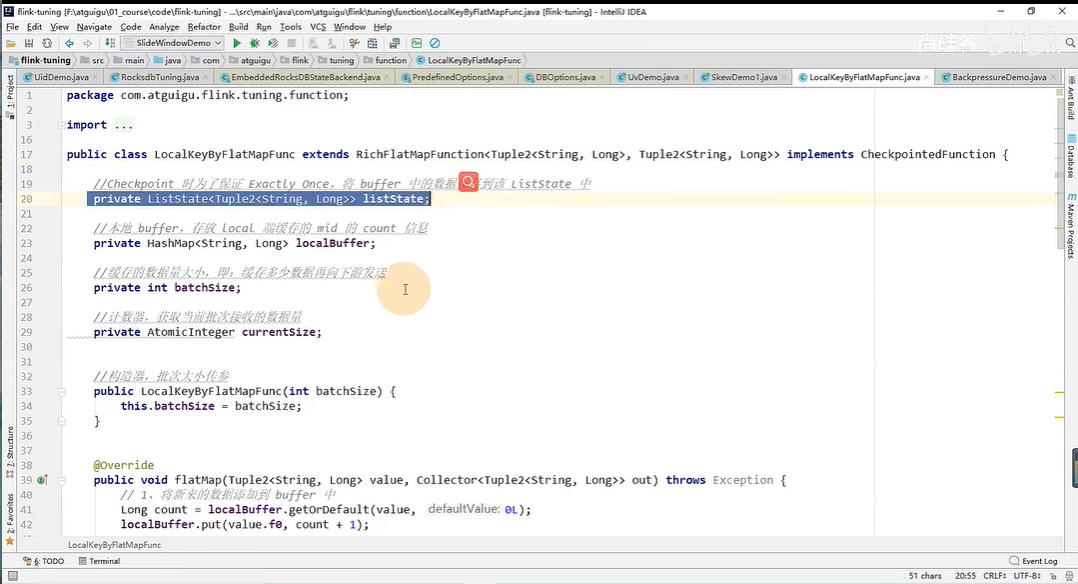 flink-tuning [F:\atguigu\01_course\code\flink-tuning] - ...\src\main\java\com\atguigu\flink\tuning\function\LocalKeyByFlatMapFunc.java [flink-tuning] - IntelliJ IDEA
File Edit View Navigate Code Analyze Refactor Build Run Tools VCS Window Help
SlideWindowDemo
flink-tuning src main java com atguigu flink tuning function LocalKeyByFlatMapFunc
UidDemo.java RocksdbTuning.java EmbeddedRocksDBStateBackend.java PredefinedOptions.java DBOptions.java UvDemo.java SkewDemo1.java LocalKeyByFlatMapFunc.java BackpressureDemo.java
1 package com.atguigu.flink.tuning.function;
2
3 import ...
16
17 public class LocalKeyByFlatMapFunc extends RichFlatMapFunction<Tuple2<String, Long>, Tuple2<String, Long>> implements CheckpointedFunction {
18
19 //Checkpoint 时为了保证 Exactly Once，将 buffer 中的数据 到该 ListState 中
20 private ListState<Tuple2<String, Long>> listState;
21
22 //本地 buffer，存放 local 端缓存的 mid 的 count 信息
23 private HashMap<String, Long> localBuffer;
24
25 //缓存的数据量大小，即：缓存多少数据再向下游发送
26 private int batchSize;
27
28 //计数器，获取当前批次接收的数据量
29 private AtomicInteger currentSize;
30
31
32 //构造器，批次大小传参
33 public LocalKeyByFlatMapFunc(int batchSize) {
34 this.batchSize = batchSize;
35 }
36
37
38 @Override
39 public void flatMap(Tuple2<String, Long> value, Collector<Tuple2<String, Long>> out) throws Exception {
40 // 1、将新来的数据添加到 buffer 中
41 Long count = localBuffer.getOrDefault(value, defaultValue: 0L);
42 localBuffer.put(value.f0, count + 1);
LocalKeyByFlatMapFunc
1: Project
7: Structure
2: Favorites
Ant Build
Database
Maven Projects
6: TODO Terminal Event Log
51 chars 20:55 CRLF UTF-8
尚硅谷